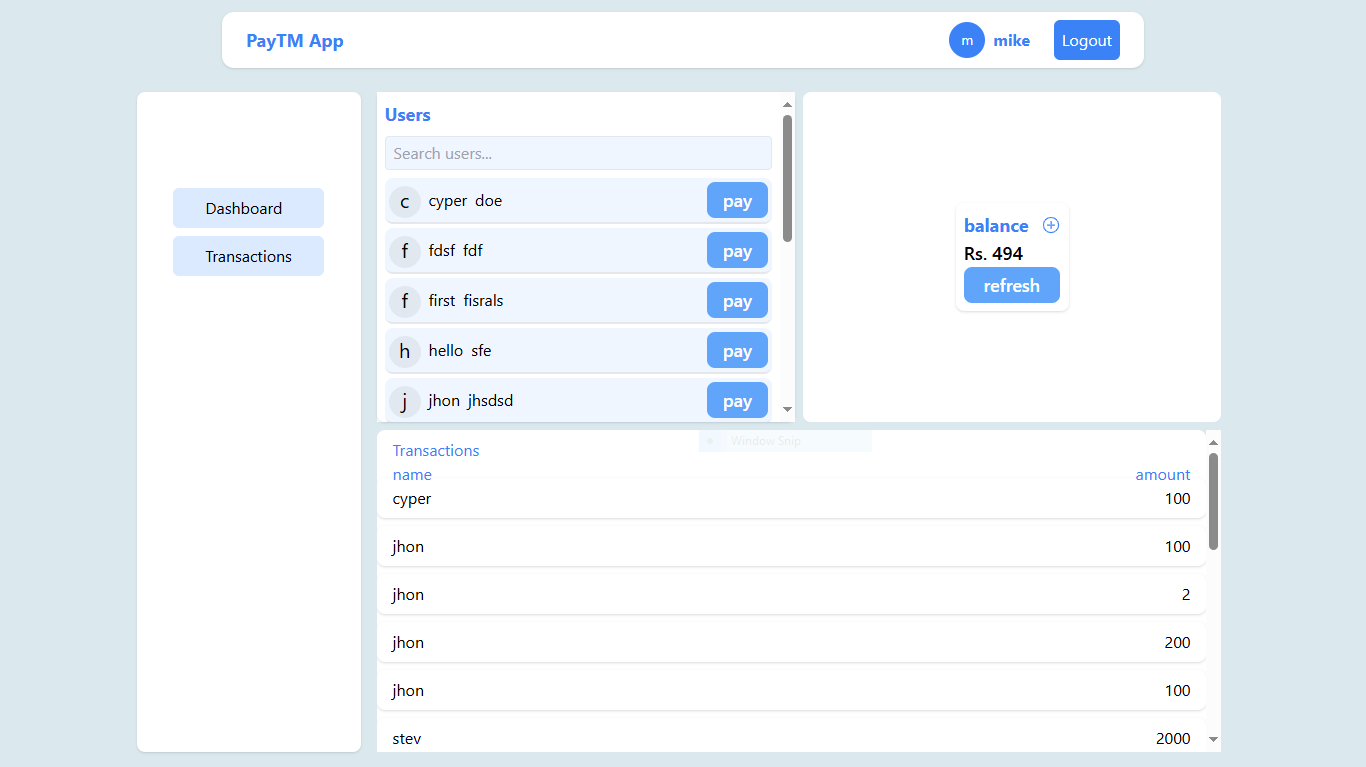 PayTM App
m mike Logout
Dashboard
Transactions
Users
Search users...
c cyper doe pay
f fdsf fdf pay
f first fisrals pay
h hello sfe pay
j jhon jhsdsd pay
balance
Rs. 494
refresh
Window Snip
Transactions
name amount
cyper 100
jhon 100
jhon 2
jhon 200
jhon 100
stev 2000